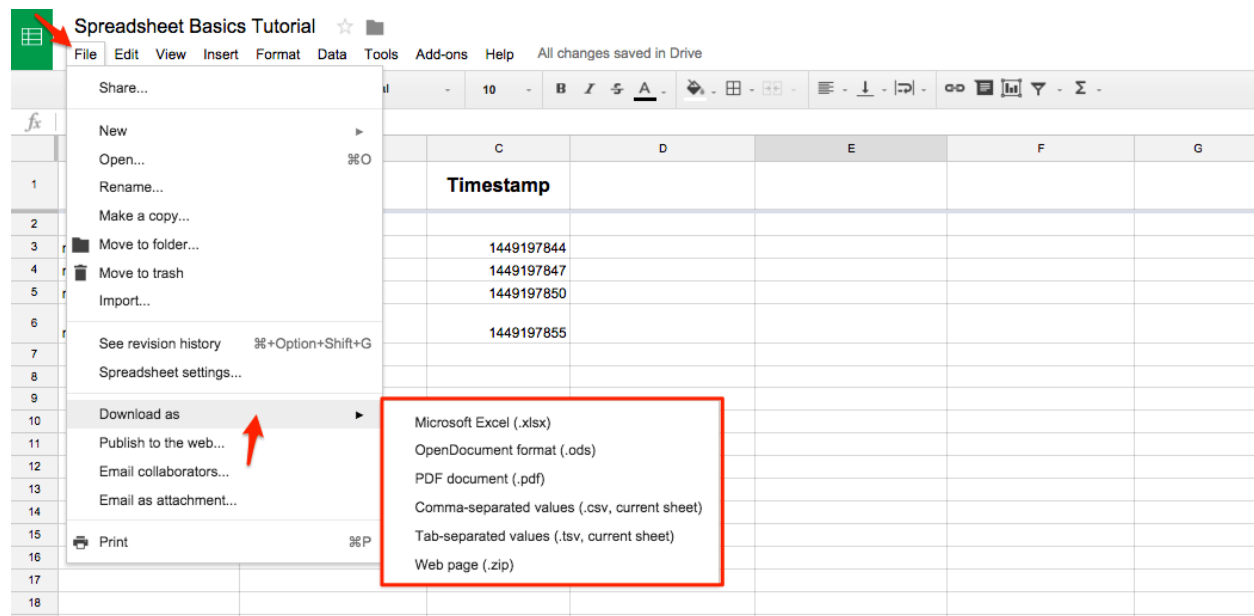 Spreadsheet Basics Tutorial
File Edit View Insert Format Data Tools Add-ons Help All changes saved in Drive
Share...
10 B I S A Σ
fx
New
Open... ⌘O
Rename...
Make a copy...
Move to folder...
Move to trash
Import...
See revision history ⌘+Option+Shift+G
Spreadsheet settings...
Download as
Publish to the web...
Email collaborators...
Email as attachment...
Print ⌘P
Microsoft Excel (.xlsx)
OpenDocument format (.ods)
PDF document (.pdf)
Comma-separated values (.csv, current sheet)
Tab-separated values (.tsv, current sheet)
Web page (.zip)
C D E F G
1 Timestamp
2
3 1449197844
4 1449197847
5 1449197850
6 1449197855
7
8
9
10
11
12
13
14
15
16
17
18